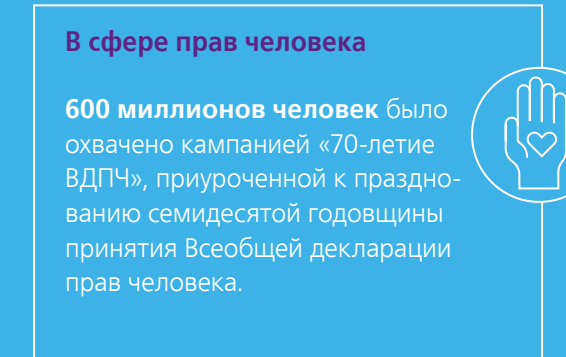 В сфере прав человека
600 миллионов человек было
охвачено кампанией «70-летие
ВДПЧ», приуроченной к праздно-
ванию семидесятой годовщины
принятия Всеобщей декларации
прав человека.